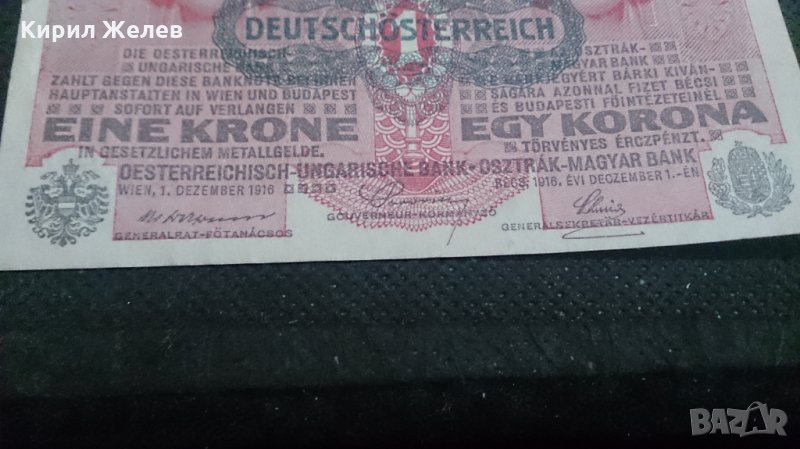 Кирил Желев
DEUTSCHÖSTERREICH
1
DIE OESTERREICHISCH-
UNGARISCHE BANK
ZAHLT GEGEN DIESE BANKNOTE BEI IHREN
HAUPTANSTALTEN IN WIEN UND BUDAPEST
SOFORT AUF VERLANGEN
EINE KRONE
IN GESETZLICHEM METALLGELDE.
OSZTRÁK-
MAGYAR BANK
E BANKJEGYÉRT BÁRKI KIVÁN-
SÁGÁRA AZONNAL FIZET BÉCSI
ÉS BUDAPESTI FŐINTÉZETEINÉL
EGY KORONA
TÖRVÉNYES ÉRCZPÉNZT.
OESTERREICHISCH-UNGARISCHE BANK • OSZTRÁK-MAGYAR BANK
WIEN, 1. DEZEMBER 1916
BÉCS, 1916. ÉVI DECZEMBER 1.-ÉN
GOUVERNEUR-KORMÁNYZÓ
GENERALRAT-FŐTANÁCSOS
GENERALSEKRETÄR-VEZÉRTITKÁR
BAZAR